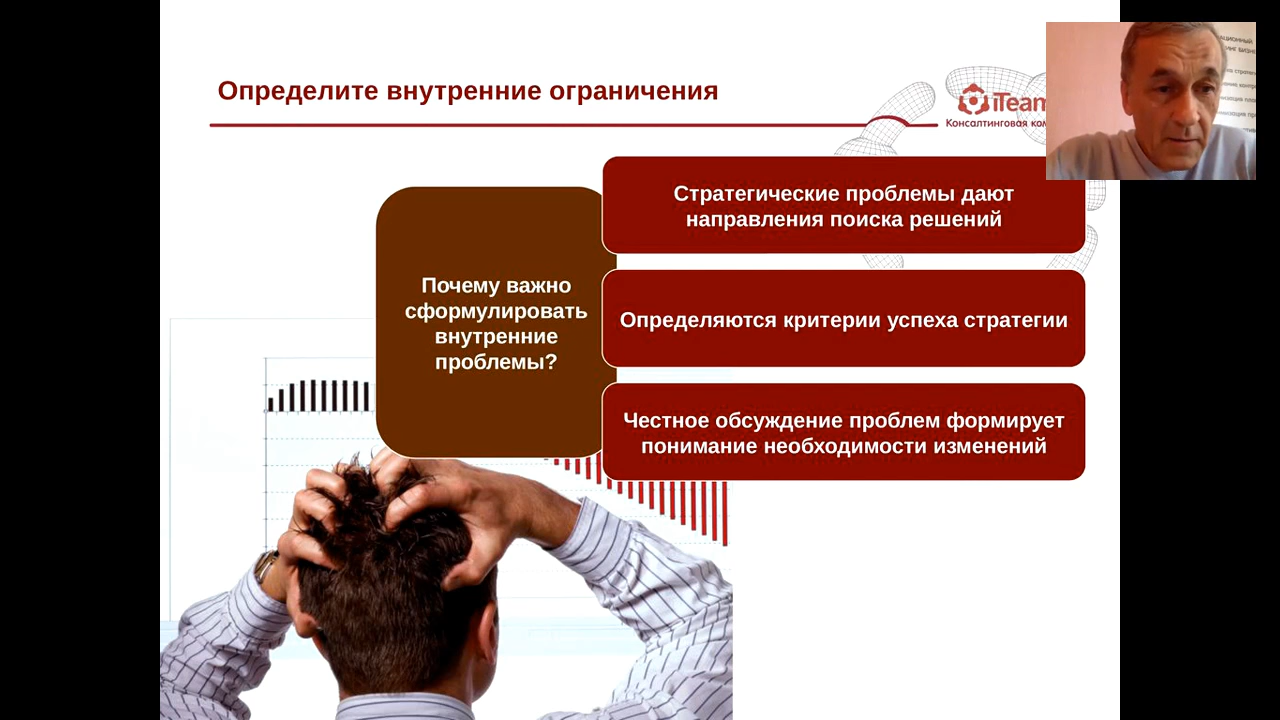 Определите внутренние ограничения
iTeam
Консалтинговая
Стратегические проблемы дают
направления поиска решений
Почему важно
сформулировать
внутренние
проблемы?
Определяются критерии успеха стратегии
Честное обсуждение проблем формирует
понимание необходимости изменений